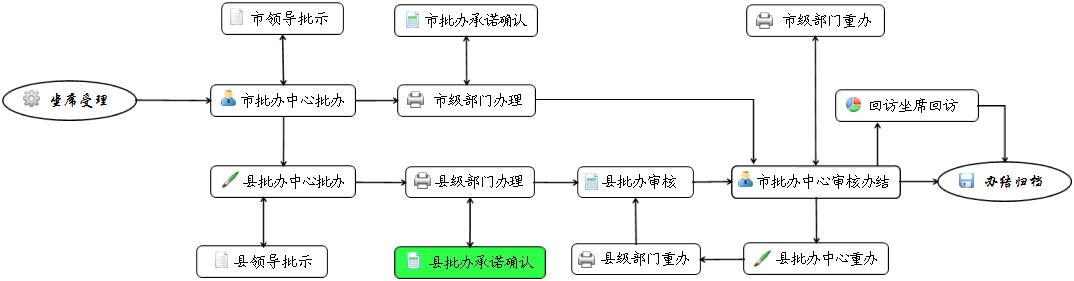 市领导批示
市批办承诺确认
市级部门重办
坐席受理
市批办中心批办
市级部门办理
回访坐席回访
县批办中心批办
县级部门办理
县批办审核
市批办中心审核办结
办结归档
县领导批示
县批办承诺确认
县级部门重办
县批办中心重办